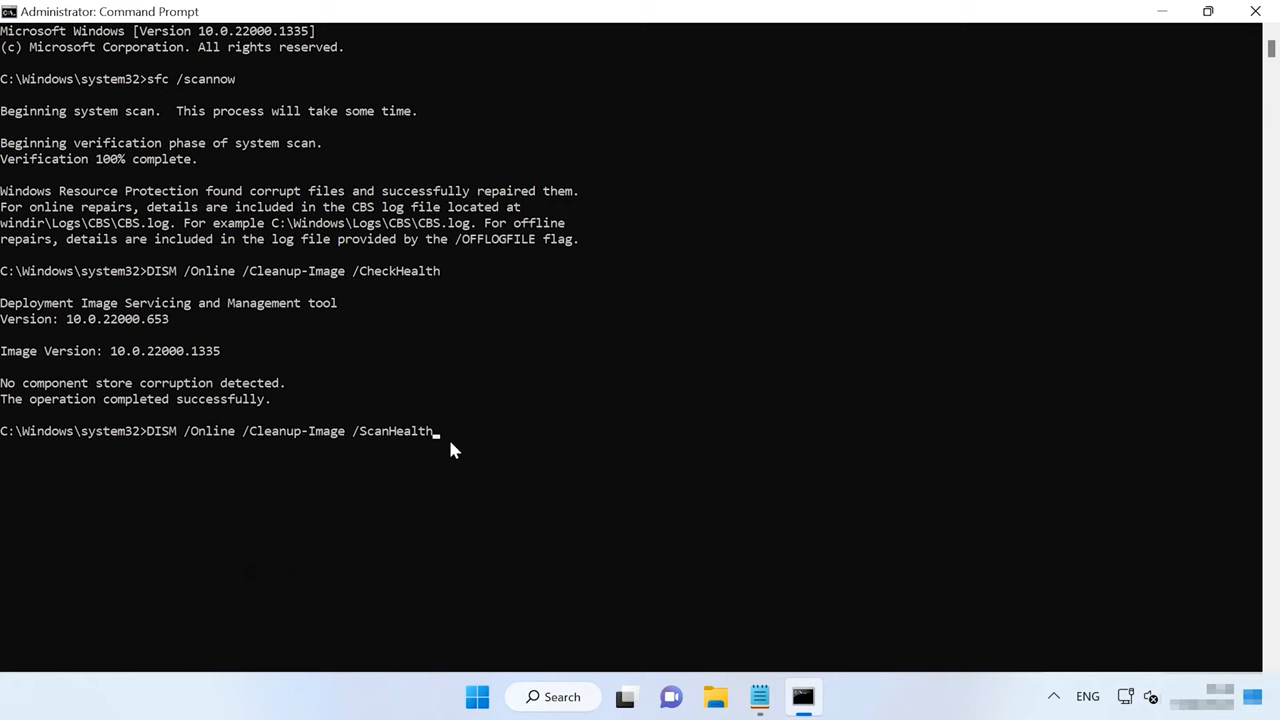 Administrator: Command Prompt
Microsoft Windows [Version 10.0.22000.1335]
(c) Microsoft Corporation. All rights reserved.
C:\Windows\system32>sfc /scannow
Beginning system scan.  This process will take some time.
Beginning verification phase of system scan.
Verification 100% complete.
Windows Resource Protection found corrupt files and successfully repaired them.
For online repairs, details are included in the CBS log file located at
windir\Logs\CBS\CBS.log. For example C:\Windows\Logs\CBS\CBS.log. For offline
repairs, details are included in the log file provided by the /OFFLOGFILE flag.
C:\Windows\system32>DISM /Online /Cleanup-Image /CheckHealth
Deployment Image Servicing and Management tool
Version: 10.0.22000.653
Image Version: 10.0.22000.1335
No component store corruption detected.
The operation completed successfully.
C:\Windows\system32>DISM /Online /Cleanup-Image /ScanHealth
Search
ENG